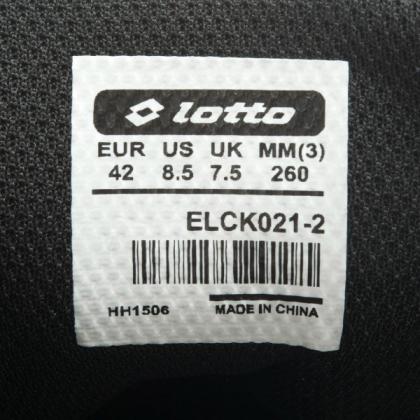 lotto
EUR US UK MM(3)
42 8.5 7.5 260
ELCK021-2
HH1506 MADE IN CHINA